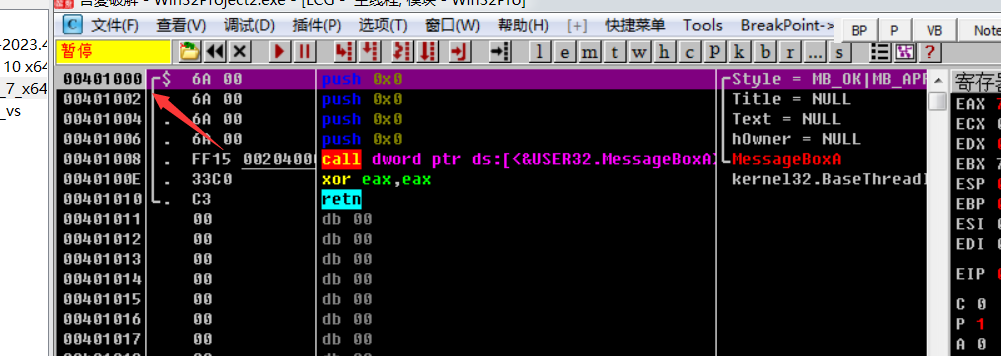 吾爱破解 - Win32Project2.exe - [LCG - 主线程, 模块 - Win32Pro]
文件(F) 查看(V) 调试(D) 插件(P) 选项(T) 窗口(W) 帮助(H) [+] 快捷菜单 Tools BreakPoint->
BP P VB Note
暂停 l e m t w h c p k b r ... s ?
-2023.4
10 x64
_7_x64
_vs
00401000 $ 6A 00 push 0x0 Style = MB_OK|MB_APP
00401002 . 6A 00 push 0x0 Title = NULL
00401004 . 6A 00 push 0x0 Text = NULL
00401006 . 6A 00 push 0x0 hOwner = NULL
00401008 . FF15 0020400 call dword ptr ds:[<&USER32.MessageBoxA> MessageBoxA
0040100E . 33C0 xor eax,eax kernel32.BaseThreadI
00401010 . C3 retn
00401011 00 db 00
00401012 00 db 00
00401013 00 db 00
00401014 00 db 00
00401015 00 db 00
00401016 00 db 00
00401017 00 db 00
寄存器
EAX 7
ECX 0
EDX
EBX 7
ESP
EBP
ESI 0
EDI 0
EIP
C 0
P 1
A 0